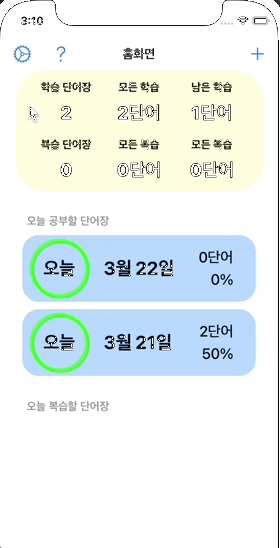 3:10
? 홈화면 +
학습 단어장 모든 학습 남은 학습
2 2단어 1단어
복습 단어장 모든 복습 모든 복습
0 0단어 0단어
오늘 공부할 단어장
오늘 3월 22일 0단어
0%
오늘 3월 21일 2단어
50%
오늘 복습할 단어장